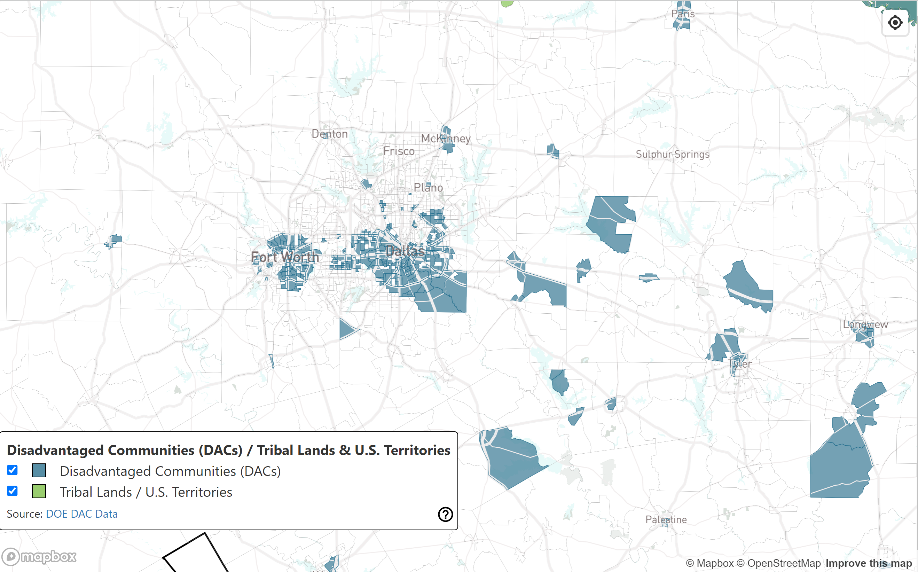 Paris
Denton
McKinney
Frisco
Sulphur Springs
Plano
Fort Worth
Dallas
Longview
Tyler
Disadvantaged Communities (DACs) / Tribal Lands & U.S. Territories
Disadvantaged Communities (DACs)
Tribal Lands / U.S. Territories
Source: DOE DAC Data
?
Palestine
mapbox
© Mapbox © OpenStreetMap Improve this map